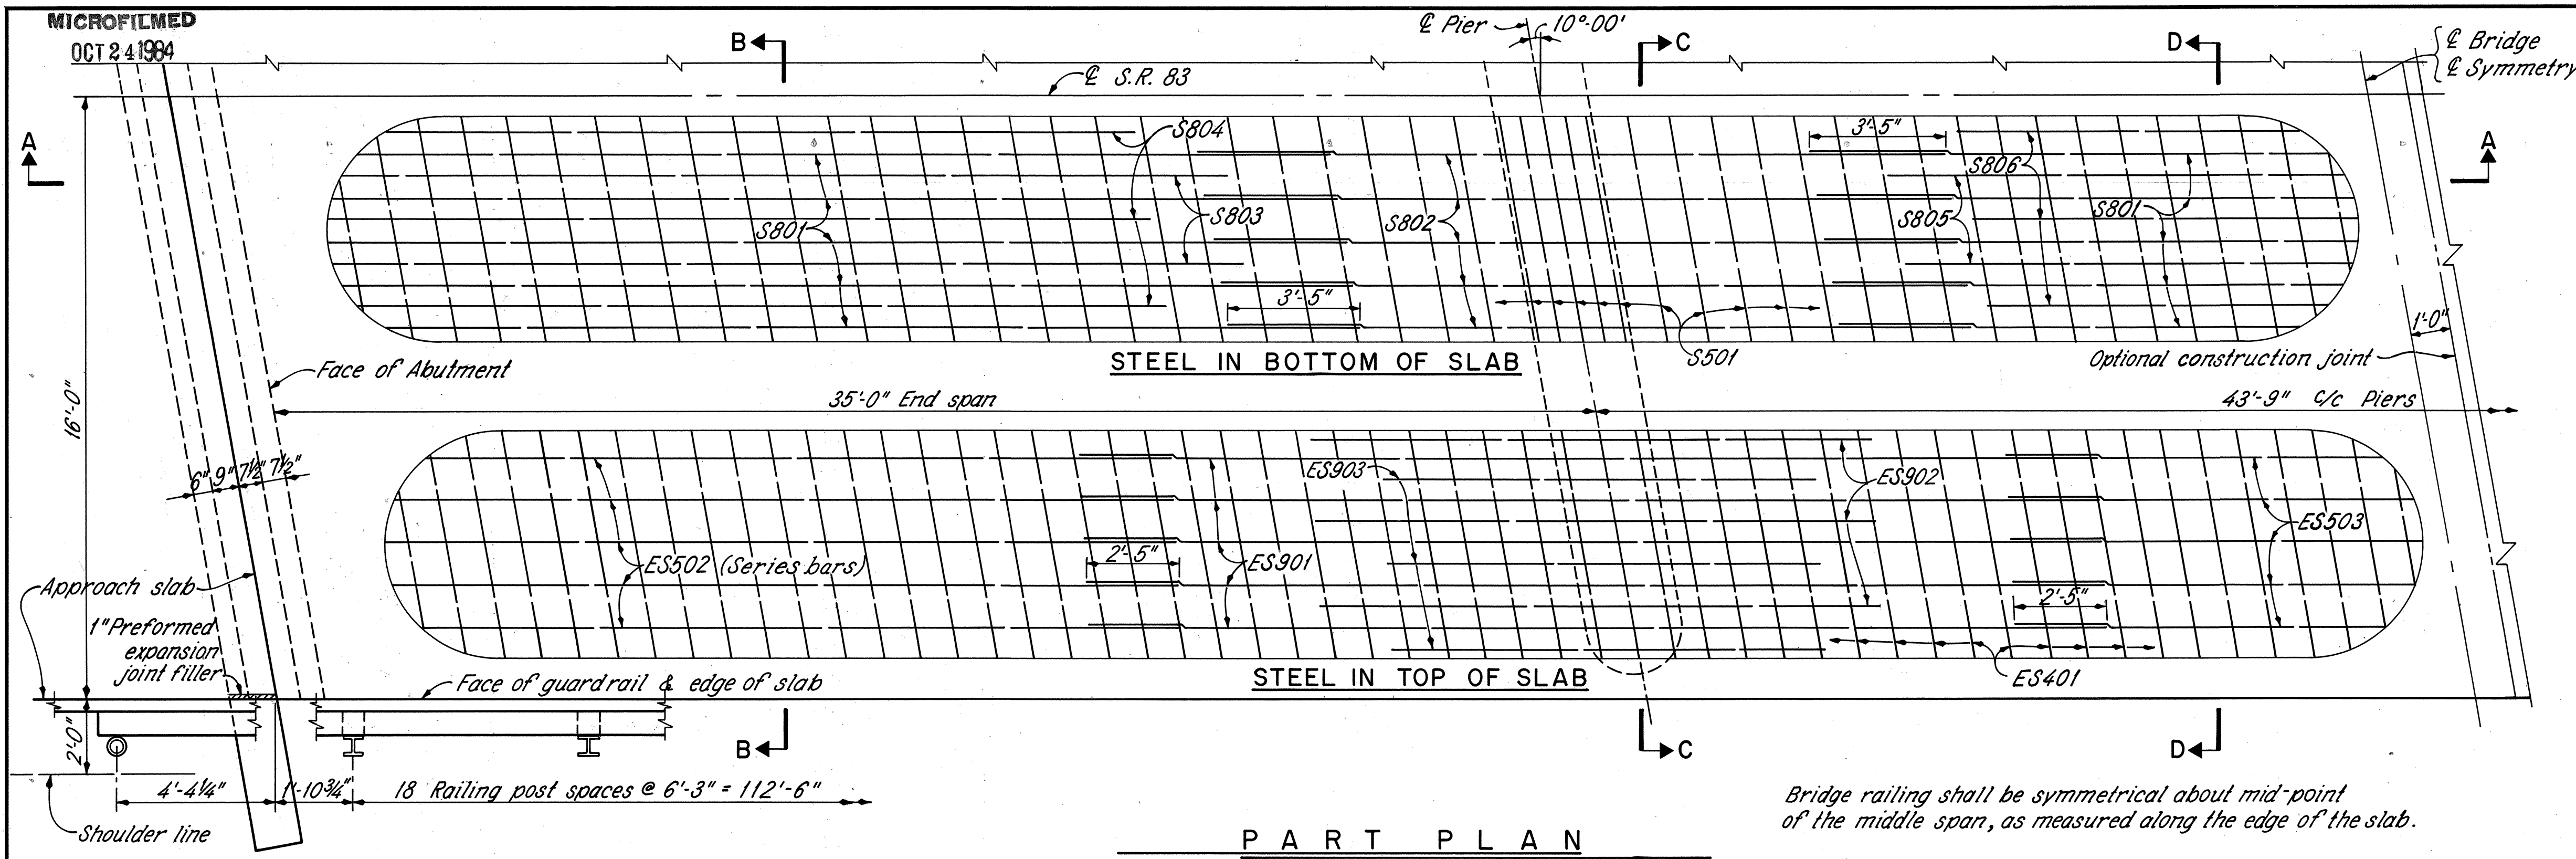 MICROFILMED
OCT 24 1984
℄ Pier
10°-00'
B
C
D
℄ Bridge
℄ Symmetry
℄ S.R. 83
A
A
S804
3'-5"
S806
S803
S802
S805
S801
S801
3'-5"
S501
1'-0"
STEEL IN BOTTOM OF SLAB
Optional construction joint
Face of Abutment
16'-0"
35'-0" End span
43'-9" c/c Piers
6" 9" 7½" 7½"
ES903
ES902
ES503
ES502 (Series bars)
2'-5"
ES901
2'-5"
Approach slab
1" Preformed
expansion
joint filler
Face of guardrail & edge of slab
STEEL IN TOP OF SLAB
ES401
2'-0"
B
C
D
4'-4¼"
1'-10¾"
18 Railing post spaces @ 6'-3" = 112'-6"
Shoulder line
Bridge railing shall be symmetrical about mid-point
of the middle span, as measured along the edge of the slab.
PART PLAN